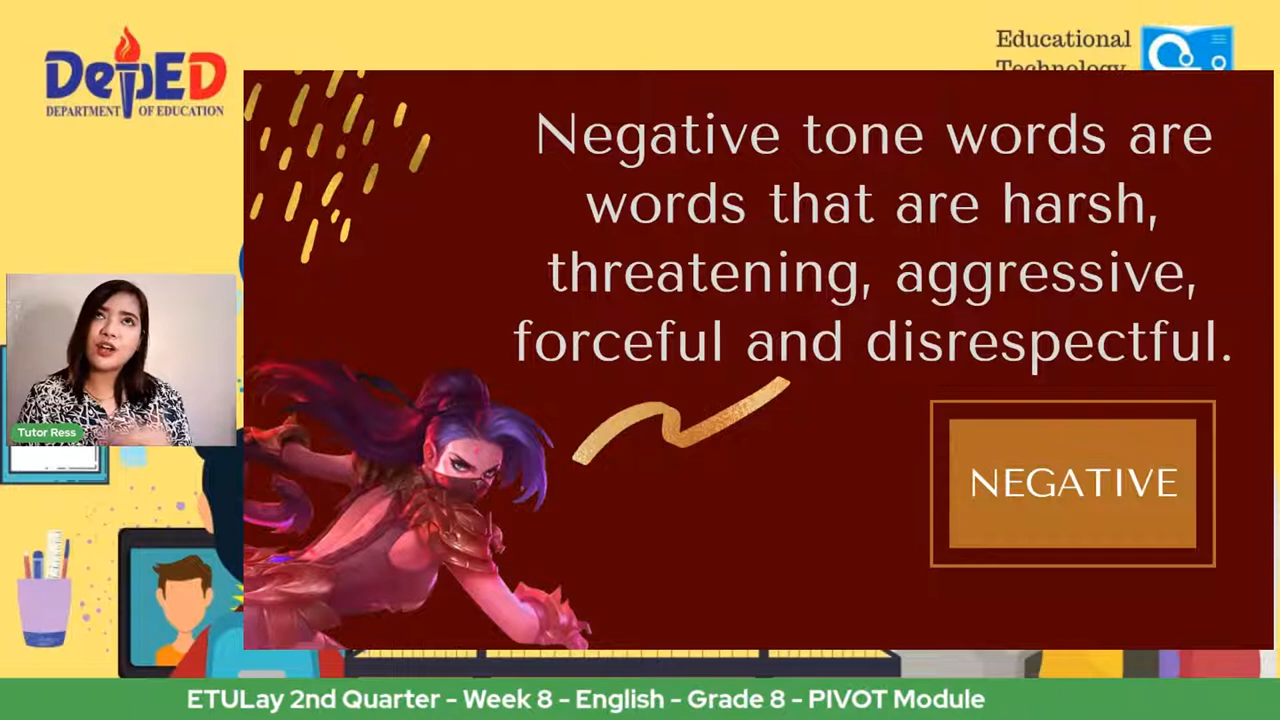 DepED
DEPARTMENT OF EDUCATION
Educational
Technology
Negative tone words are
words that are harsh,
threatening, aggressive,
forceful and disrespectful.
NEGATIVE
Tutor Ress
ETULay 2nd Quarter - Week 8 - English - Grade 8 - PIVOT Module